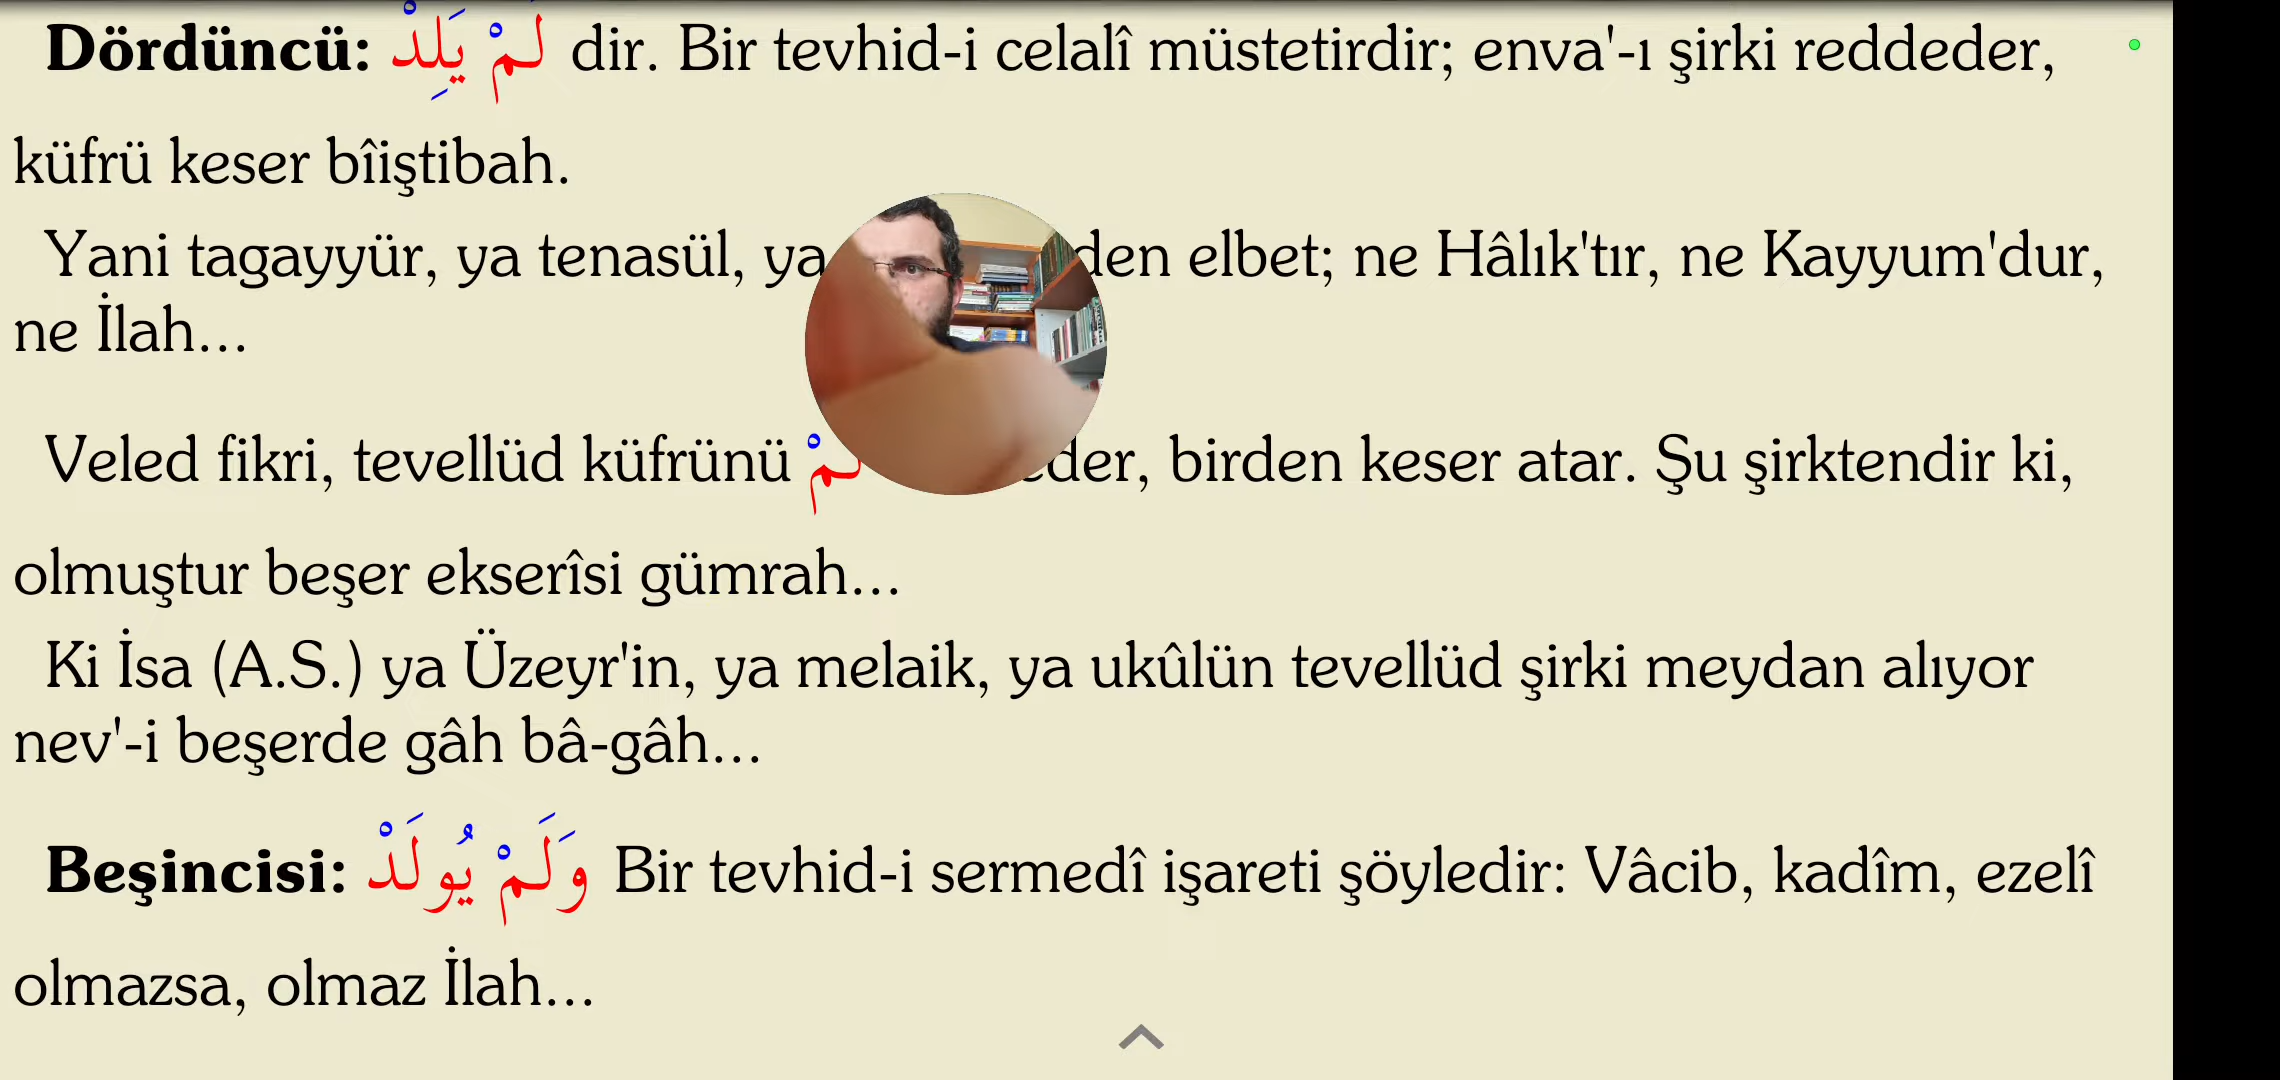 Dördüncü: لَمْ يَلِدْ dir. Bir tevhid-i celalî müstetirdir; enva'-ı şirki reddeder,
küfrü keser bîiştibah.
Yani tagayyür, ya tenasül, ya den elbet; ne Hâlık'tır, ne Kayyum'dur,
ne İlah...
Veled fikri, tevellüd küfrünü لَمْ der, birden keser atar. Şu şirktendir ki,
olmuştur beşer ekserîsi gümrah...
Ki İsa (A.S.) ya Üzeyr'in, ya melaik, ya ukûlün tevellüd şirki meydan alıyor
nev'-i beşerde gâh bâ-gâh...
Beşincisi: وَلَمْ يُولَدْ Bir tevhid-i sermedî işareti şöyledir: Vâcib, kadîm, ezelî
olmazsa, olmaz İlah...